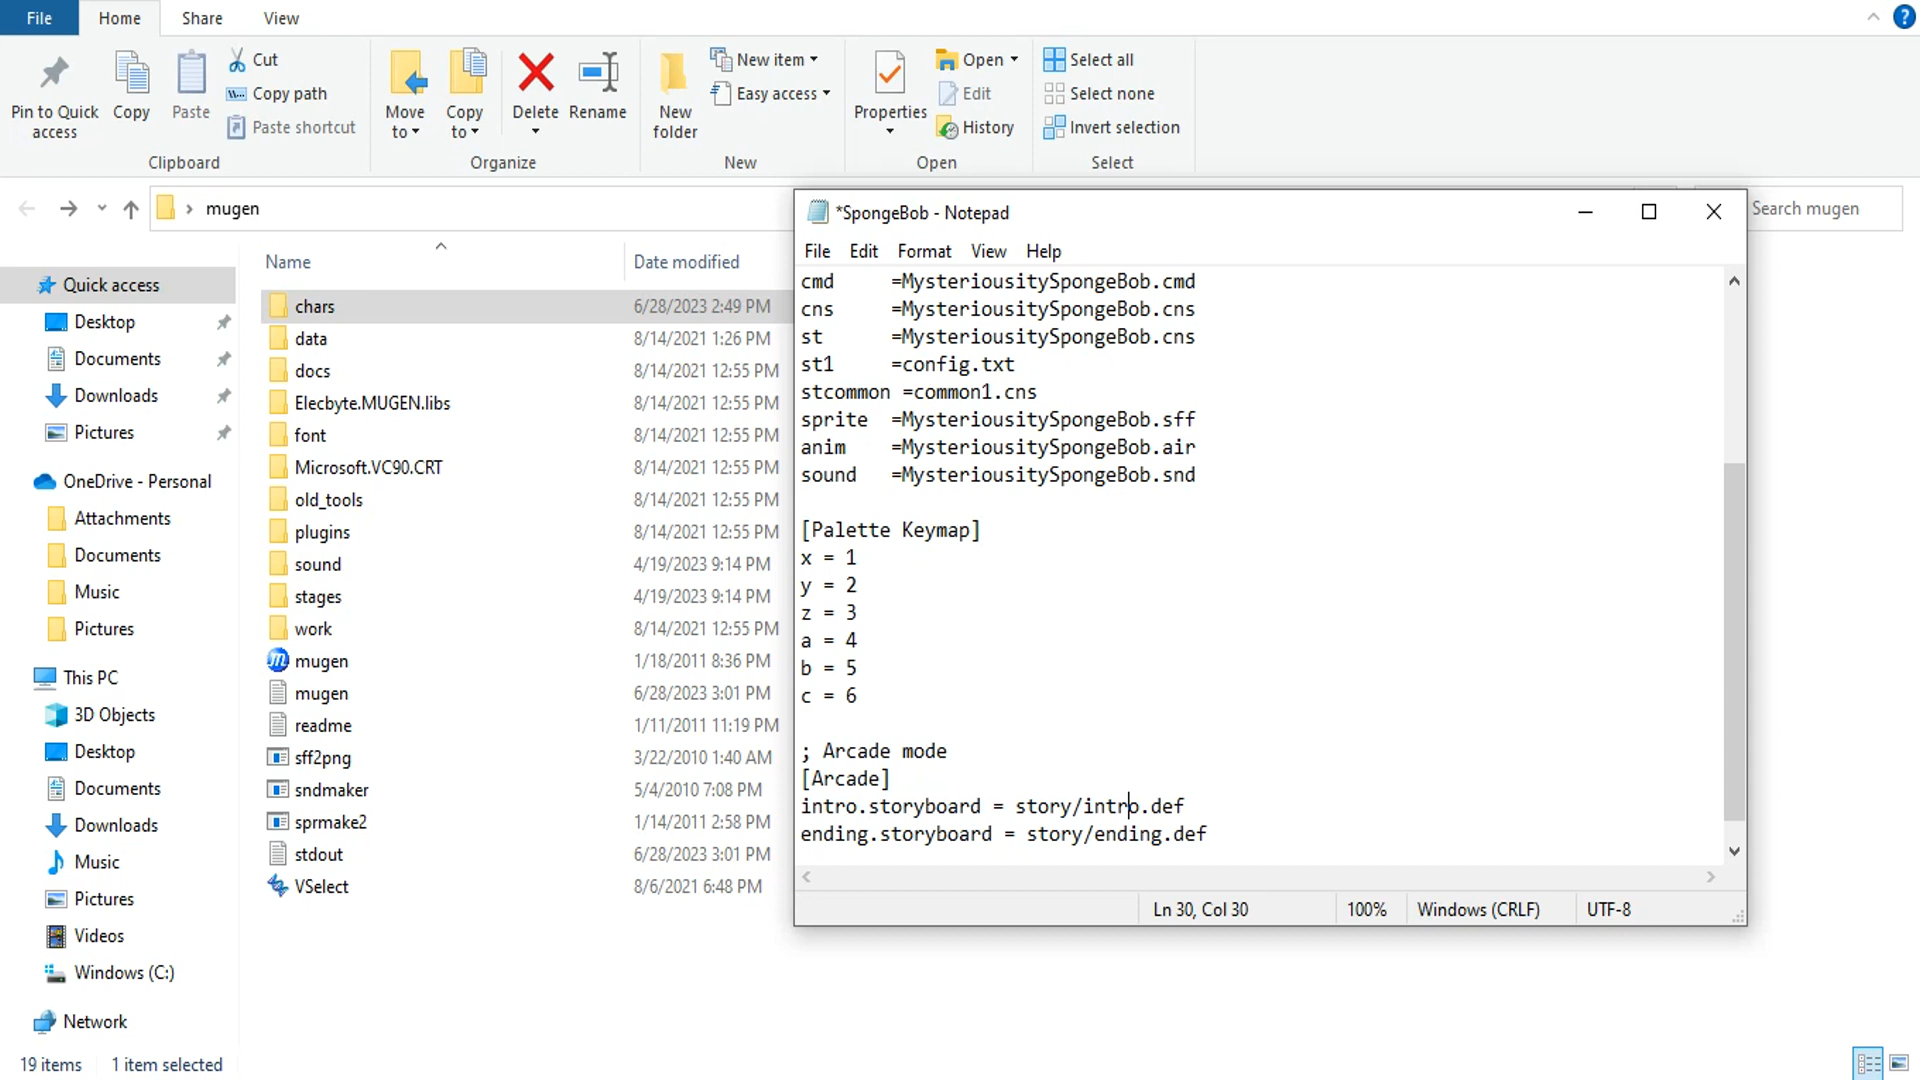 File Home Share View
Pin to Quick access
Copy
Paste
Cut
Copy path
Paste shortcut
Clipboard
Move to
Copy to
Delete
Rename
Organize
New folder
New item
Easy access
New
Properties
Open
Edit
History
Open
Select all
Select none
Invert selection
Select
mugen
Search mugen
Quick access
Desktop
Documents
Downloads
Pictures
OneDrive - Personal
Attachments
Documents
Music
Pictures
This PC
3D Objects
Desktop
Documents
Downloads
Music
Pictures
Videos
Windows (C:)
Network
Name Date modified
chars 6/28/2023 2:49 PM
data 8/14/2021 1:26 PM
docs 8/14/2021 12:55 PM
Elecbyte.MUGEN.libs 8/14/2021 12:55 PM
font 8/14/2021 12:55 PM
Microsoft.VC90.CRT 8/14/2021 12:55 PM
old_tools 8/14/2021 12:55 PM
plugins 8/14/2021 12:55 PM
sound 4/19/2023 9:14 PM
stages 4/19/2023 9:14 PM
work 8/14/2021 12:55 PM
mugen 1/18/2011 8:36 PM
mugen 6/28/2023 3:01 PM
readme 1/11/2011 11:19 PM
sff2png 3/22/2010 1:40 AM
sndmaker 5/4/2010 7:08 PM
sprmake2 1/14/2011 2:58 PM
stdout 6/28/2023 3:01 PM
VSelect 8/6/2021 6:48 PM
*SpongeBob - Notepad
File Edit Format View Help
cmd =MysteriousitySpongeBob.cmd
cns =MysteriousitySpongeBob.cns
st =MysteriousitySpongeBob.cns
st1 =config.txt
stcommon =common1.cns
sprite =MysteriousitySpongeBob.sff
anim =MysteriousitySpongeBob.air
sound =MysteriousitySpongeBob.snd
[Palette Keymap]
x = 1
y = 2
z = 3
a = 4
b = 5
c = 6
; Arcade mode
[Arcade]
intro.storyboard = story/intro.def
ending.storyboard = story/ending.def
Ln 30, Col 30 100% Windows (CRLF) UTF-8
19 items 1 item selected